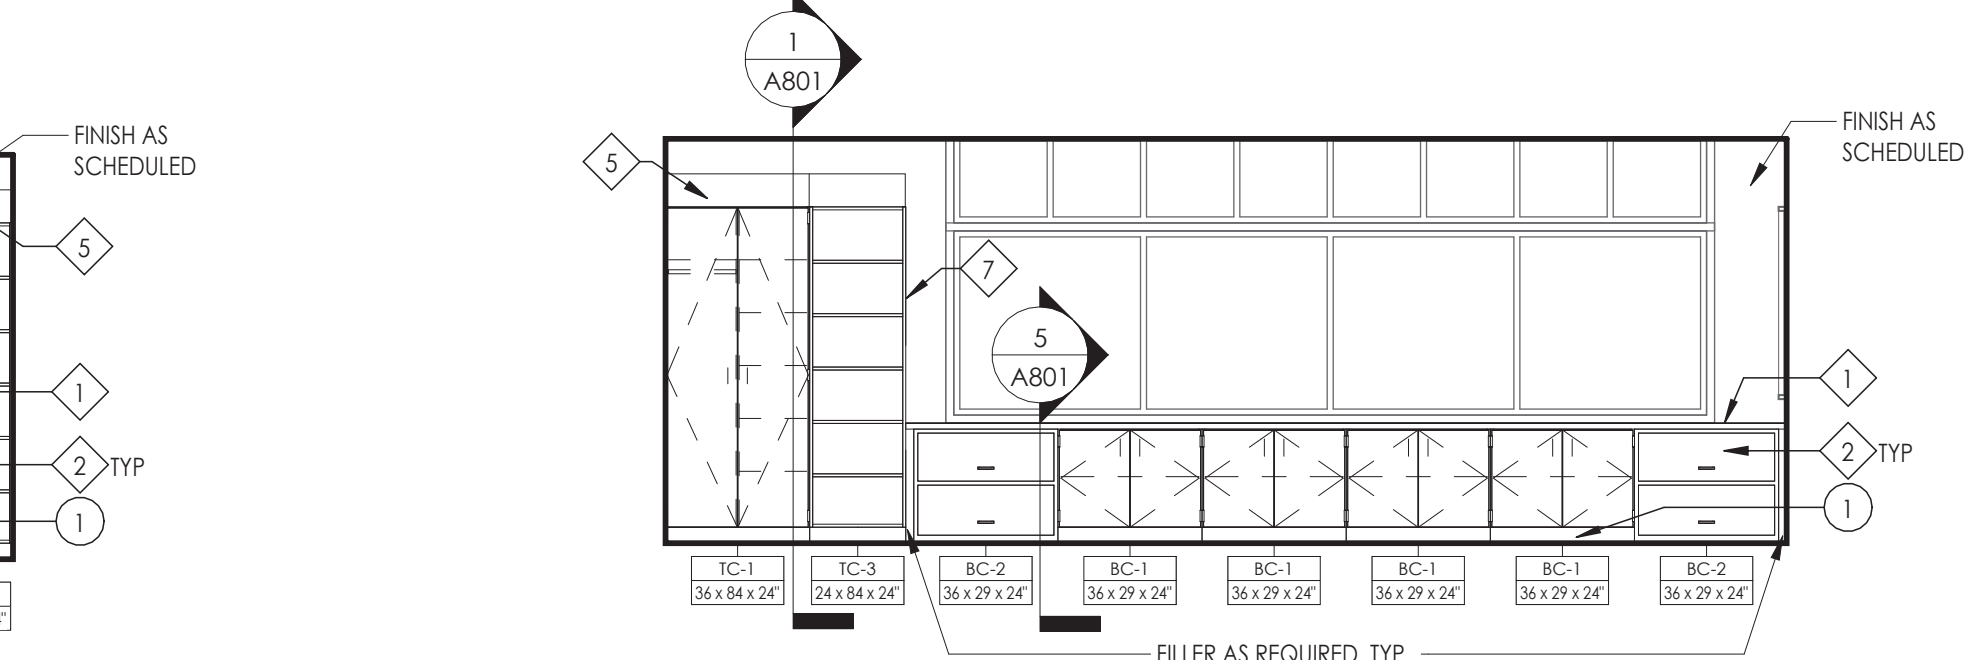 1
A801
FINISH AS
SCHEDULED
5
1
2 TYP
1
5
FINISH AS
SCHEDULED
7
5
A801
1
2 TYP
1
TC-1
36 x 84 x 24"
TC-3
24 x 84 x 24"
BC-2
36 x 29 x 24"
BC-1
36 x 29 x 24"
BC-1
36 x 29 x 24"
BC-1
36 x 29 x 24"
BC-1
36 x 29 x 24"
BC-2
36 x 29 x 24"
FILLER AS REQUIRED, TYP